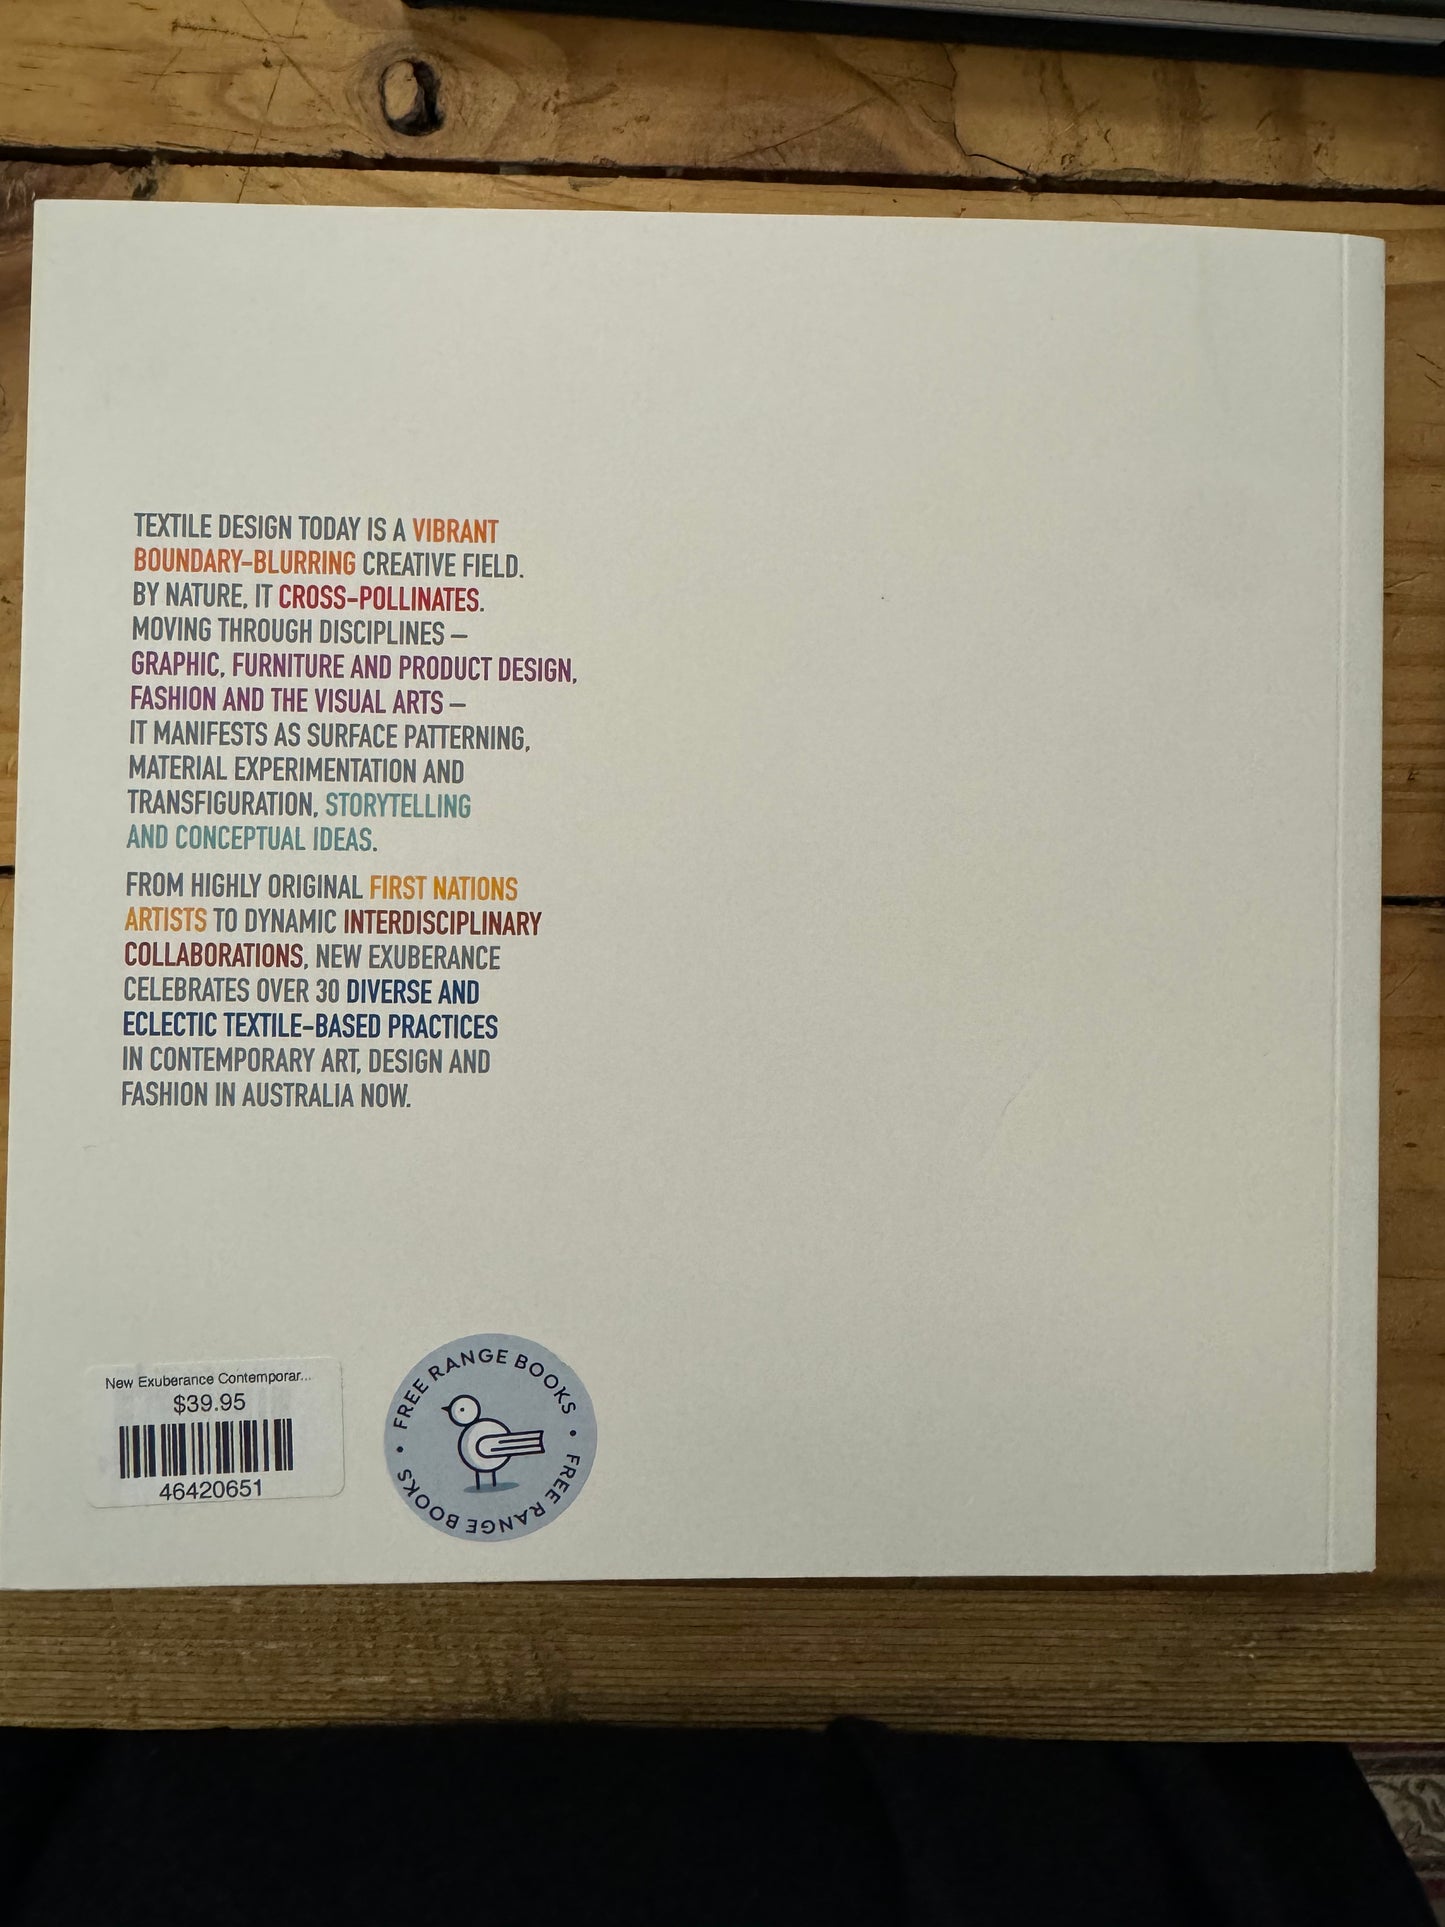 TEXTILE DESIGN TODAY IS A VIBRANT
BOUNDARY-BLURRING CREATIVE FIELD.
BY NATURE, IT CROSS-POLLINATES.
MOVING THROUGH DISCIPLINES –
GRAPHIC, FURNITURE AND PRODUCT DESIGN,
FASHION AND THE VISUAL ARTS –
IT MANIFESTS AS SURFACE PATTERNING,
MATERIAL EXPERIMENTATION AND
TRANSFIGURATION, STORYTELLING
AND CONCEPTUAL IDEAS.
FROM HIGHLY ORIGINAL FIRST NATIONS
ARTISTS TO DYNAMIC INTERDISCIPLINARY
COLLABORATIONS, NEW EXUBERANCE
CELEBRATES OVER 30 DIVERSE AND
ECLECTIC TEXTILE-BASED PRACTICES
IN CONTEMPORARY ART, DESIGN AND
FASHION IN AUSTRALIA NOW.
New Exuberance Contemporar...
$39.95
46420651
FREE RANGE BOOKS •
FREE RANGE BOOKS •